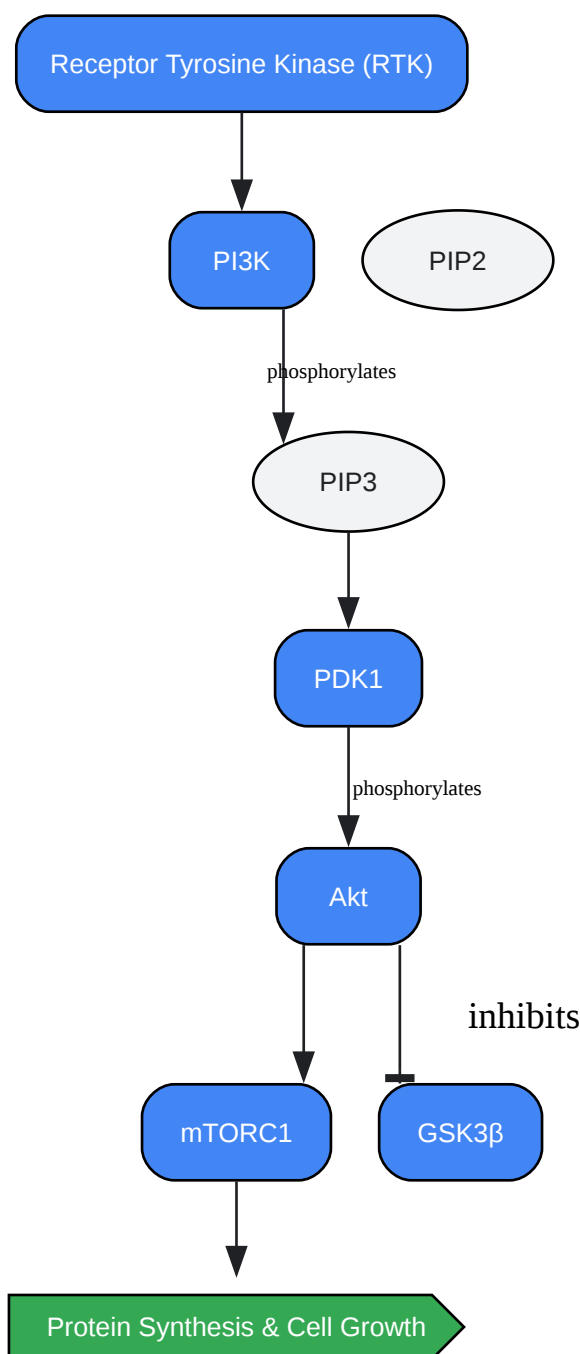 Receptor Tyrosine Kinase (RTK)
PI3K
PIP2
phosphorylates
PIP3
PDK1
phosphorylates
Akt
inhibits
mTORC1
GSK3β
Protein Synthesis & Cell Growth